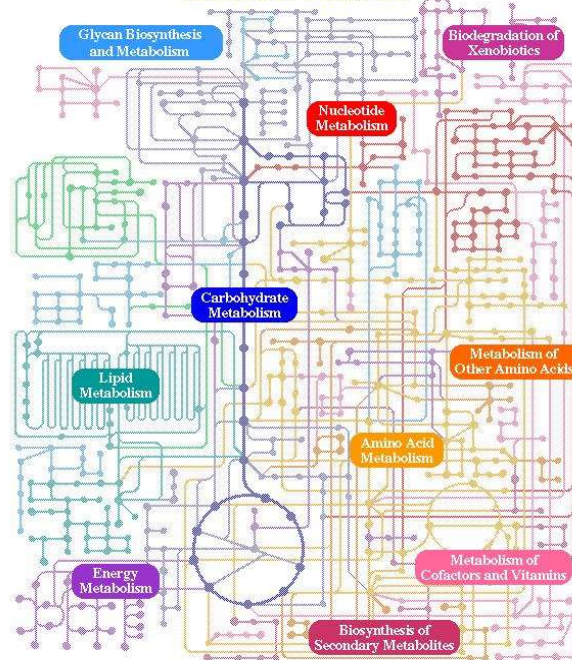 Glycan Biosynthesis
and Metabolism
Biodegradation of
Xenobiotics
Nucleotide
Metabolism
Carbohydrate
Metabolism
Lipid
Metabolism
Metabolism of
Other Amino Acids
Amino Acid
Metabolism
Energy
Metabolism
Metabolism of
Cofactors and Vitamins
Biosynthesis of
Secondary Metabolites